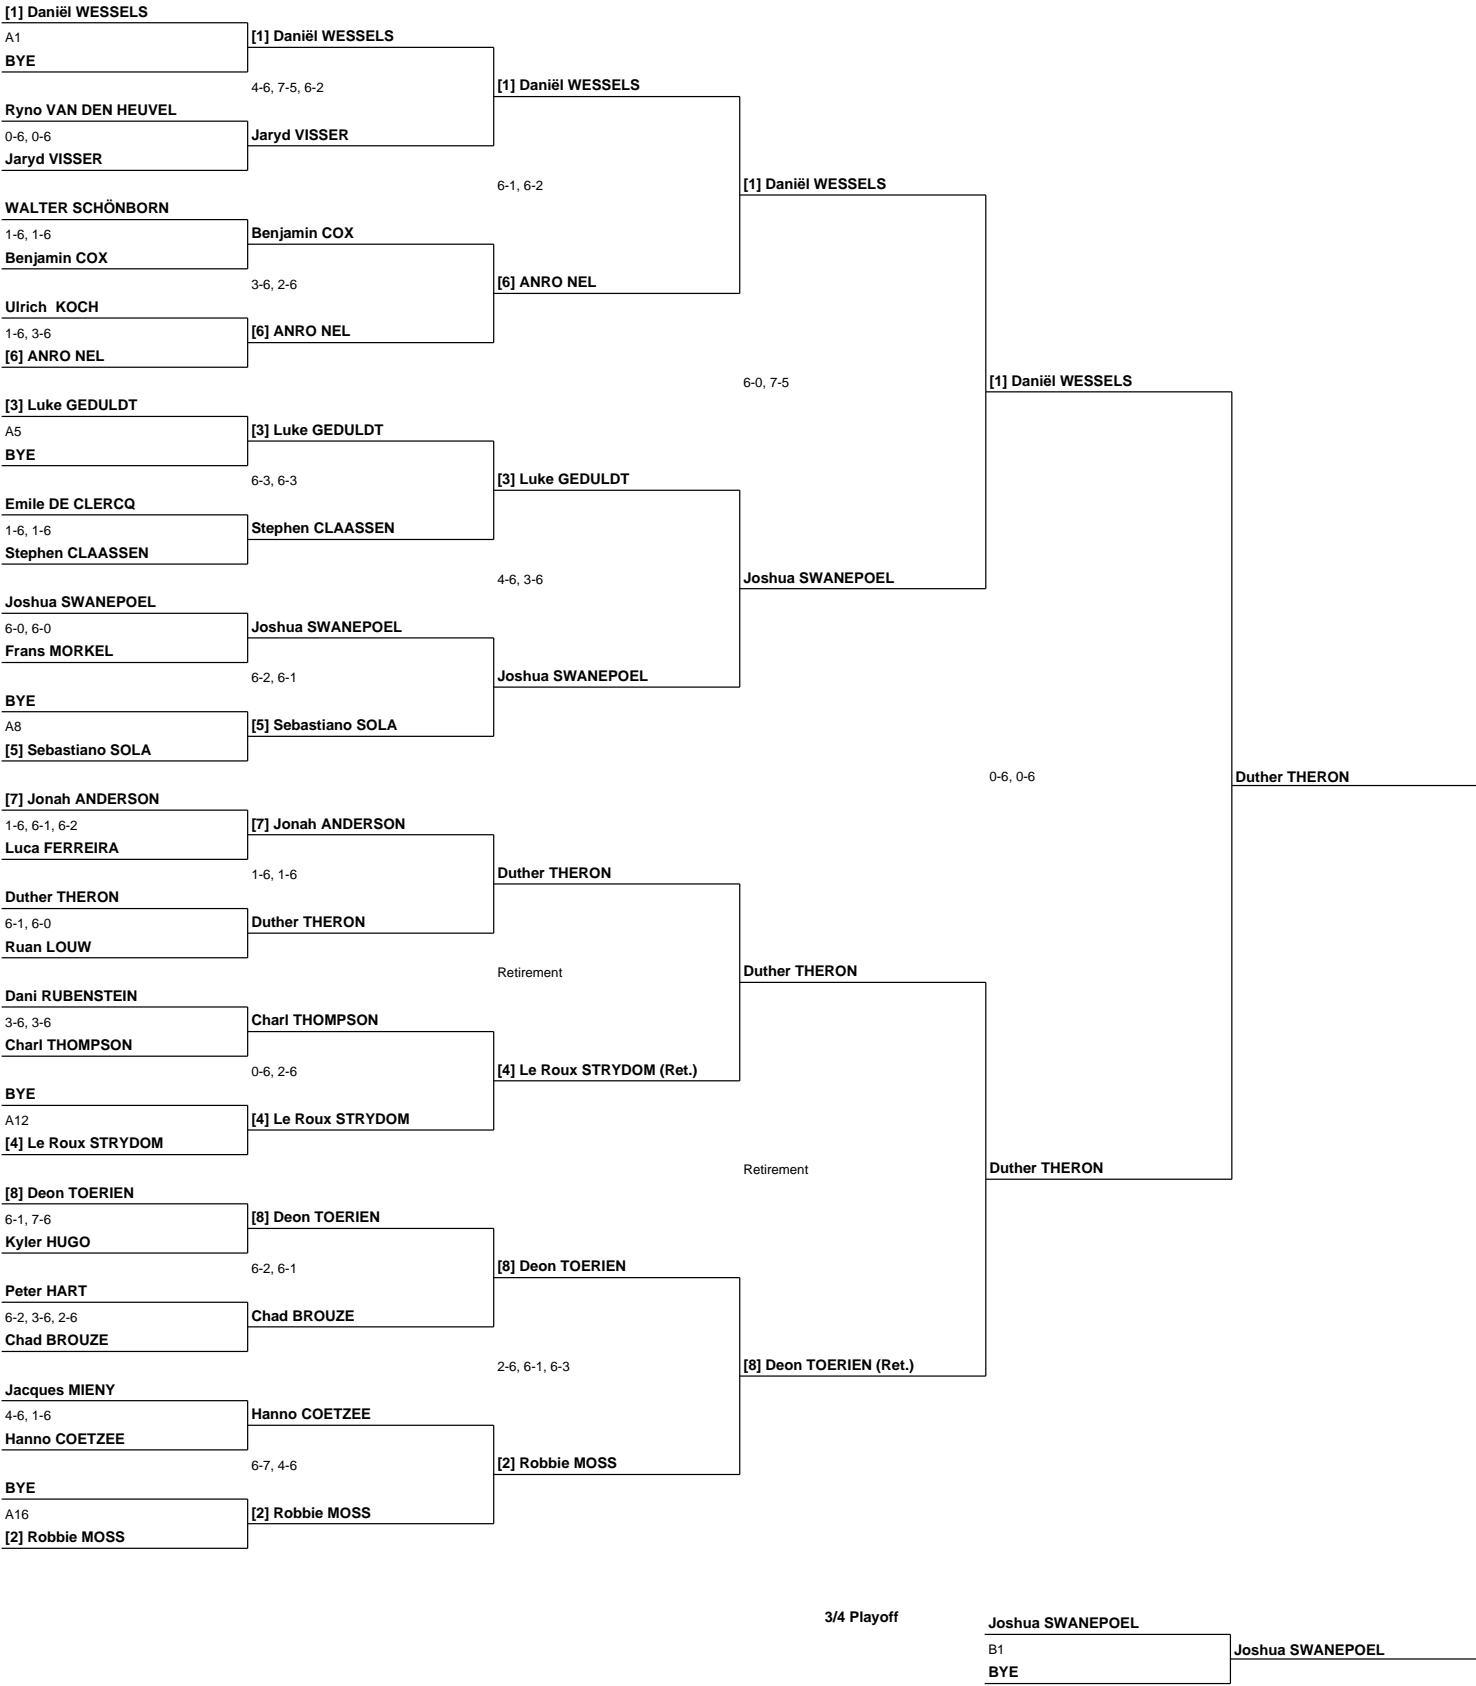 [1] Daniël WESSELS
A1
BYE
Ryno VAN DEN HEUVEL
0-6, 0-6
Jaryd VISSER
WALTER SCHÖNBORN
1-6, 1-6
Benjamin COX
Ulrich  KOCH
1-6, 3-6
[6] ANRO NEL
[3] Luke GEDULDT
A5
BYE
Emile DE CLERCQ
1-6, 1-6
Stephen CLAASSEN
Joshua SWANEPOEL
6-0, 6-0
Frans MORKEL
BYE
A8
[5] Sebastiano SOLA
[7] Jonah ANDERSON
1-6, 6-1, 6-2
Luca FERREIRA
Duther THERON
6-1, 6-0
Ruan LOUW
Dani RUBENSTEIN
3-6, 3-6
Charl THOMPSON
BYE
A12
[4] Le Roux STRYDOM
[8] Deon TOERIEN
6-1, 7-6
Kyler HUGO
Peter HART
6-2, 3-6, 2-6
Chad BROUZE
Jacques MIENY
4-6, 1-6
Hanno COETZEE
BYE
A16
[2] Robbie MOSS
[1] Daniël WESSELS
4-6, 7-5, 6-2
Jaryd VISSER
Benjamin COX
3-6, 2-6
[6] ANRO NEL
[3] Luke GEDULDT
6-3, 6-3
Stephen CLAASSEN
Joshua SWANEPOEL
6-2, 6-1
[5] Sebastiano SOLA
[7] Jonah ANDERSON
1-6, 1-6
Duther THERON
Charl THOMPSON
0-6, 2-6
[4] Le Roux STRYDOM
[8] Deon TOERIEN
6-2, 6-1
Chad BROUZE
Hanno COETZEE
6-7, 4-6
[2] Robbie MOSS
[1] Daniël WESSELS
6-1, 6-2
[6] ANRO NEL
[3] Luke GEDULDT
4-6, 3-6
Joshua SWANEPOEL
Duther THERON
Retirement
[4] Le Roux STRYDOM (Ret.)
[8] Deon TOERIEN
2-6, 6-1, 6-3
[2] Robbie MOSS
[1] Daniël WESSELS
6-0, 7-5
Joshua SWANEPOEL
Duther THERON
Retirement
[8] Deon TOERIEN (Ret.)
[1] Daniël WESSELS
0-6, 0-6
Duther THERON
Duther THERON
3/4 Playoff
Joshua SWANEPOEL
B1
BYE
Joshua SWANEPOEL